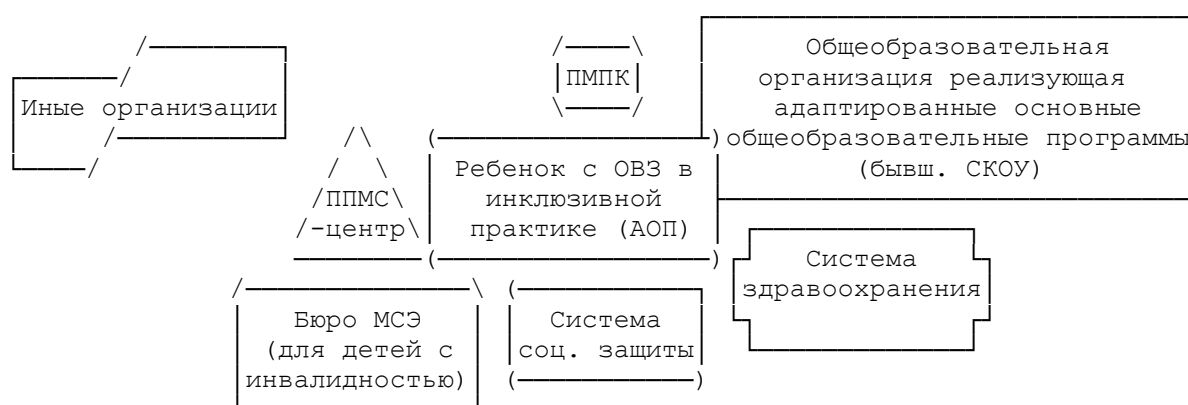 Общеобразовательная
ПМПК
организация реализующая
Иные организации
адаптированные основные
общеобразовательные программы
Ребенок с ОВЗ в
(бывш. СКОУ)
ППМС
инклюзивной
-центр
практике (АОП)
Система
здравоохранения
Бюро МСЭ
Система
(для детей с
соц. защиты
инвалидностью)